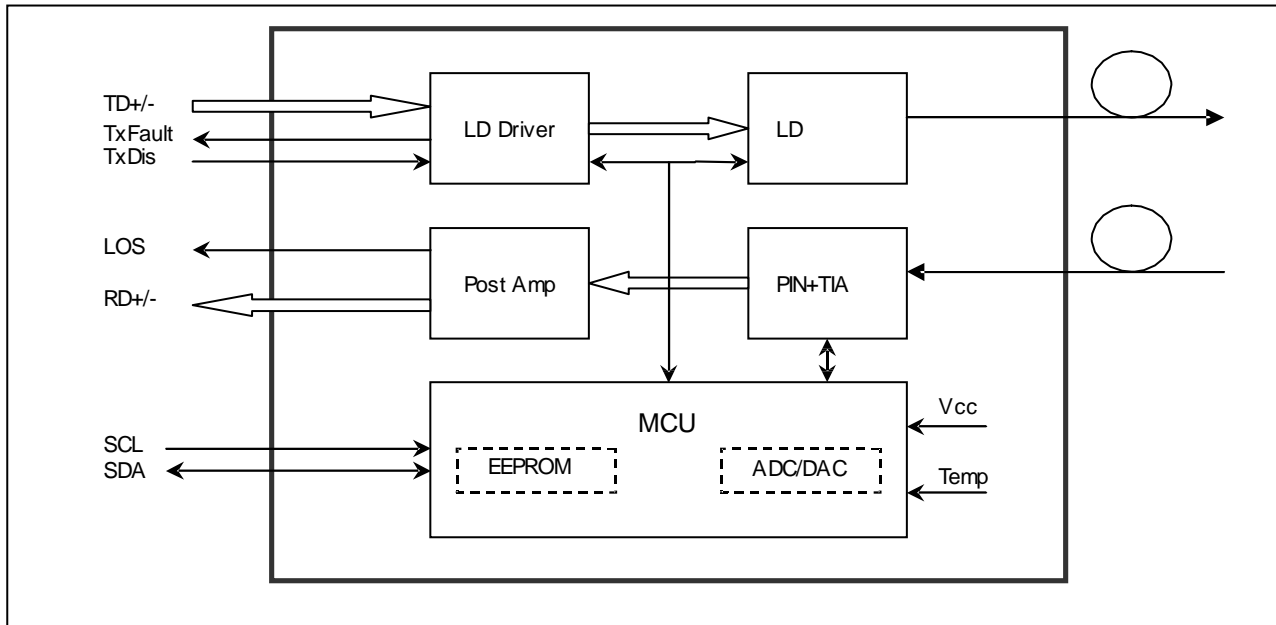 TD+/-
TxFault
TxDis
LD Driver
LD
LOS
RD+/-
Post Amp
PIN+TIA
MCU
SCL
SDA
EEPROM
ADC/DAC
Vcc
Temp